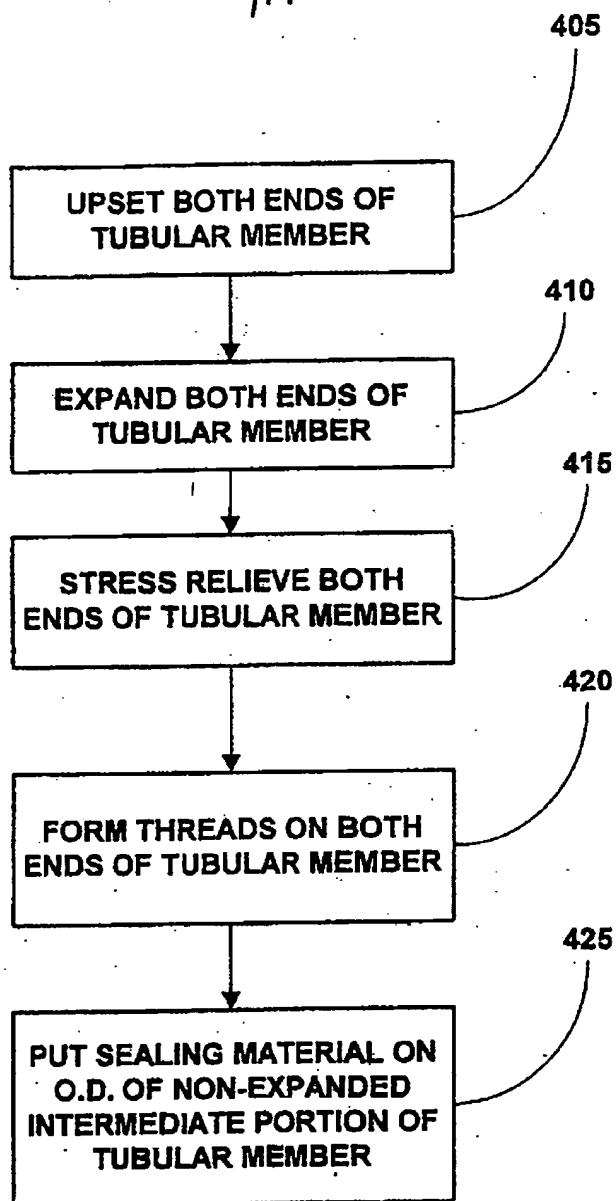 405
UPSET BOTH ENDS OF
TUBULAR MEMBER
410
EXPAND BOTH ENDS OF
TUBULAR MEMBER
415
STRESS RELIEVE BOTH
ENDS OF TUBULAR MEMBER
420
FORM THREADS ON BOTH
ENDS OF TUBULAR MEMBER
425
PUT SEALING MATERIAL ON
O.D. OF NON-EXPANDED
INTERMEDIATE PORTION OF
TUBULAR MEMBER